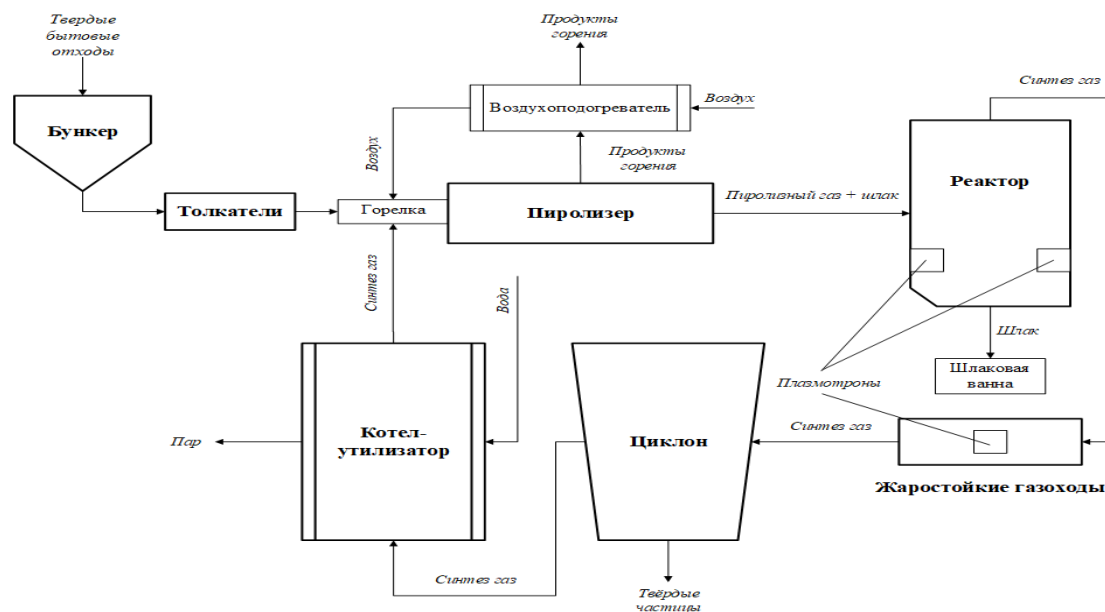 Твердые
бытовые
отходы
Продукты
горения
Синтез газ
Бункер
Воздухоподогреватель
Воздух
Воздух
Продукты
горения
Реактор
Толкатели
Горелка
Пиролизер
Пиролизный газ + шлак
Синтез газ
Вода
Шлак
Шлаковая
ванна
Плазмотроны
Пар
Котел-
утилизатор
Циклон
Синтез газ
Жаростойкие газоходы
Синтез газ
Твёрдые
частицы